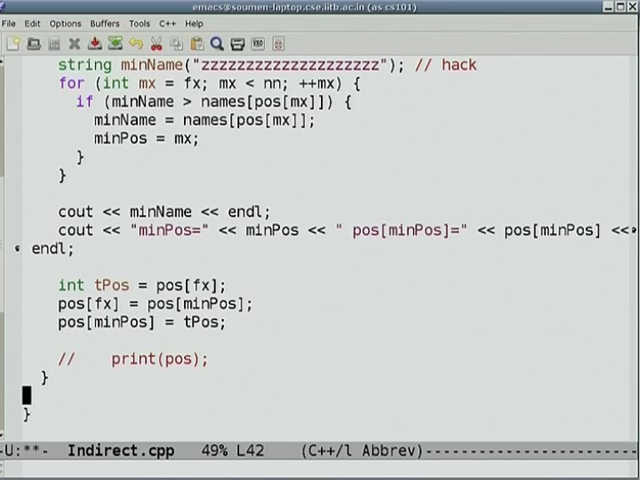 emacs@soumen-laptop.cse.iitb.ac.in (as cs101)
File Edit Options Buffers Tools C++ Help
string minName("zzzzzzzzzzzzzzzzzzzz"); // hack
for (int mx = fx; mx < nn; ++mx) {
if (minName > names[pos[mx]]) {
minName = names[pos[mx]];
minPos = mx;
}
}
cout << minName << endl;
cout << "minPos=" << minPos << " pos[minPos]=" << pos[minPos] <<
endl;
int tPos = pos[fx];
pos[fx] = pos[minPos];
pos[minPos] = tPos;
// print(pos);
}
}
-U:**- Indirect.cpp 49% L42 (C++/l Abbrev)------------------------